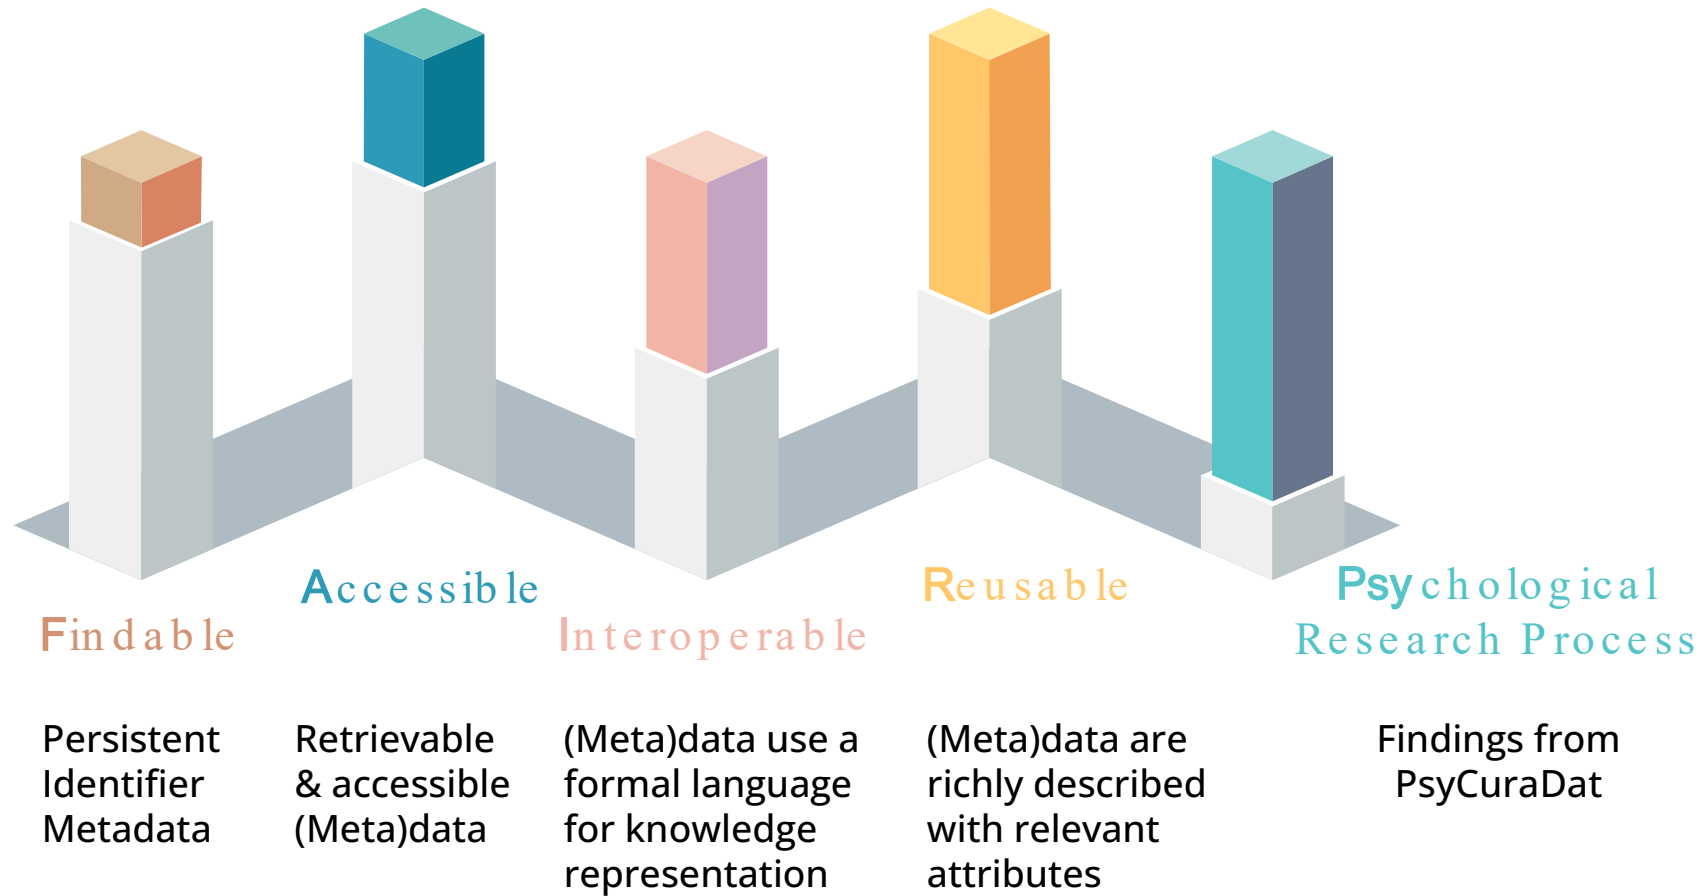 Findable
Accessible
Interoperable
Reusable
Psychological
Research Process
Persistent
Identifier
Metadata
Retrievable
& accessible
(Meta)data
(Meta)data use a
formal language
for knowledge
representation
(Meta)data are
richly described
with relevant
attributes
Findings from
PsyCuraDat